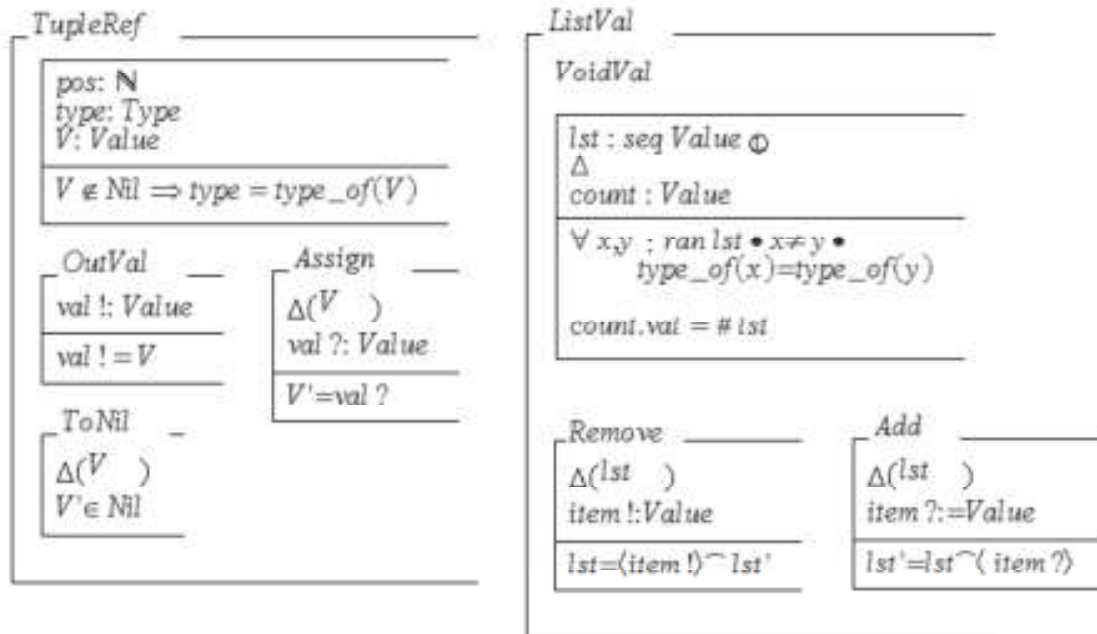 TupleRef
pos: ℕ
type: Type
V: Value
V ∉ Nil ⟹ type = type_of(V)
OutVal
val !: Value
val ! = V
Assign
Δ(V )
val ?: Value
V'=val ?
ToNil
Δ(V )
V'∈ Nil
ListVal
VoidVal
lst : seq Value
Δ
count : Value
∀ x,y : ran lst • x≠ y •
type_of(x)=type_of(y)
count.val = # lst
Remove
Δ(lst )
item !:Value
lst=⟨item !⟩⌢ lst'
Add
Δ(lst )
item ?:=Value
lst'=lst⌢⟨ item ?⟩